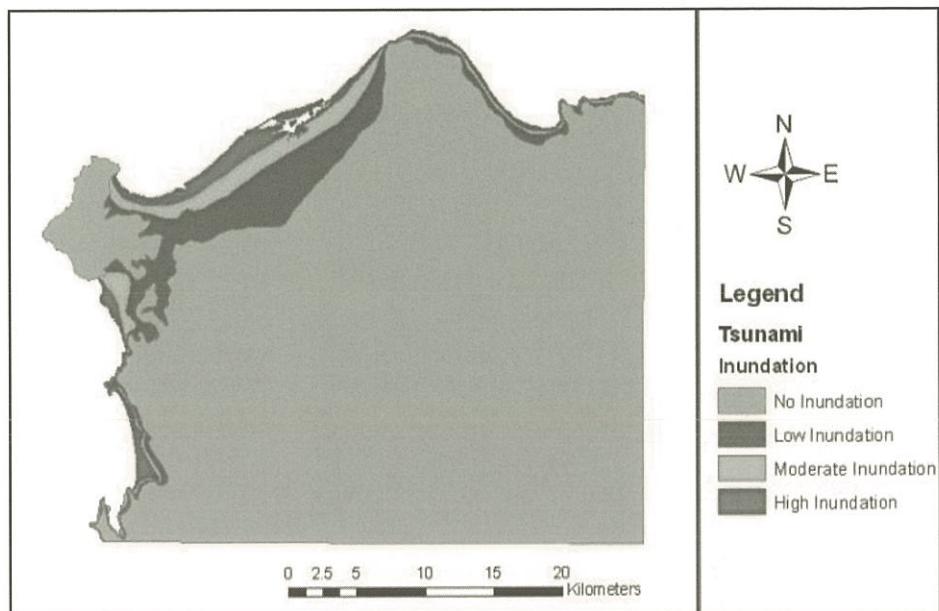 N
W E
S
Legend
Tsunami
Inundation
No Inundation
Low Inundation
Moderate Inundation
High Inundation
0 2.5 5 10 15 20
Kilometers